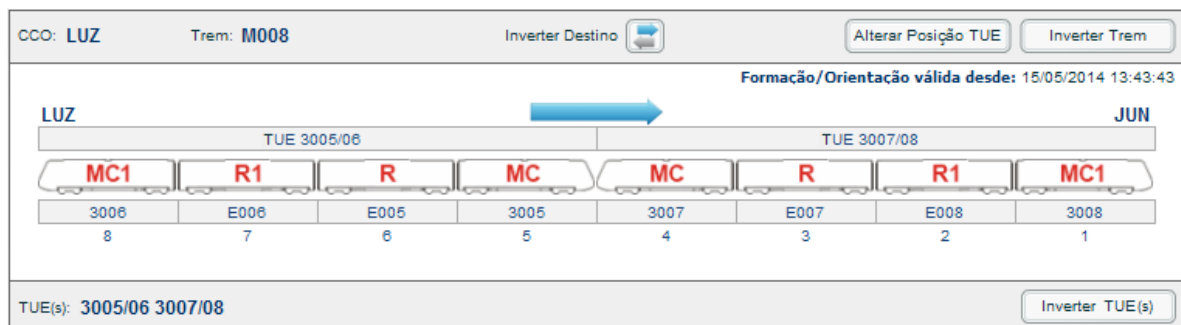 CCO: LUZ Trem: M008 Inverter Destino Alterar Posição TUE Inverter Trem
Formação/Orientação válida desde: 15/05/2014 13:43:43
LUZ JUN
TUE 3005/06 TUE 3007/08
MC1 R1 R MC MC R R1 MC1
3006 E006 E005 3005 3007 E007 E008 3008
8 7 6 5 4 3 2 1
TUE(s): 3005/06 3007/08 Inverter TUE(s)